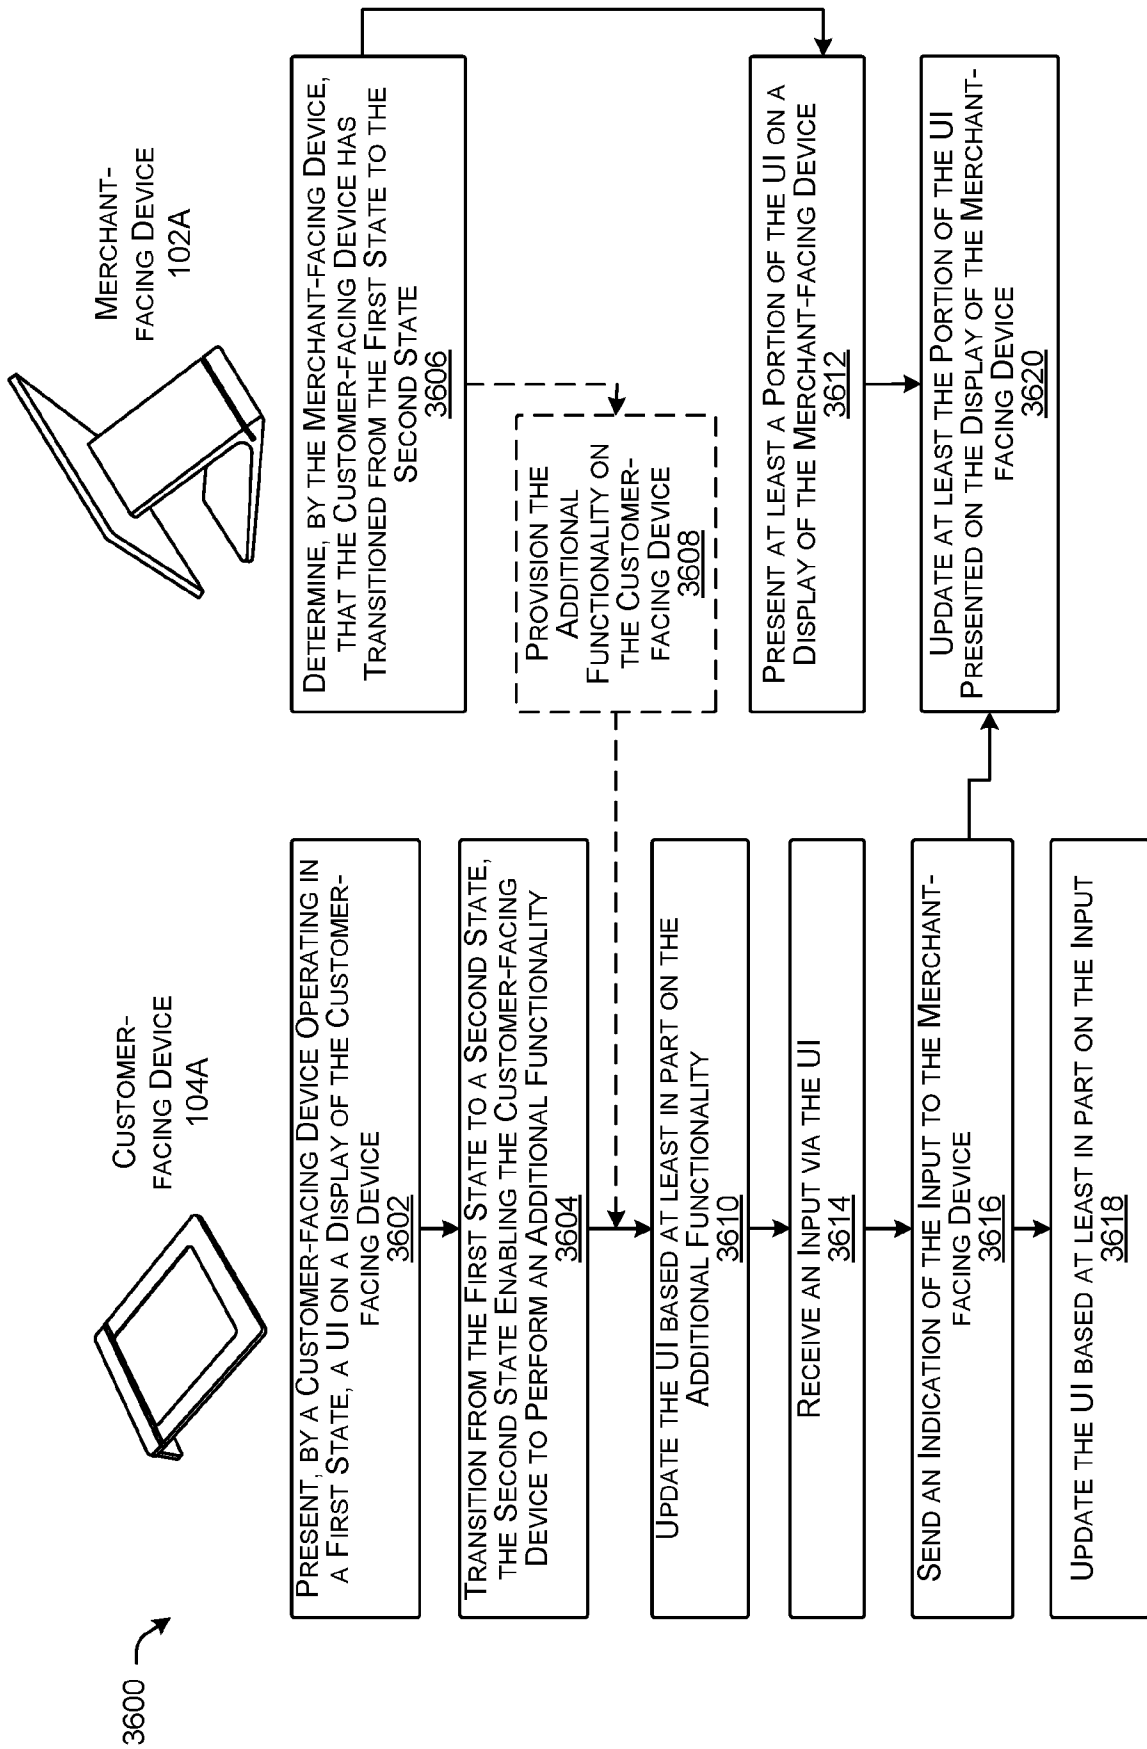 3600
CUSTOMER-
FACING DEVICE
104A
MERCHANT-
FACING DEVICE
102A
PRESENT, BY A CUSTOMER-FACING DEVICE OPERATING IN
A FIRST STATE, A UI ON A DISPLAY OF THE CUSTOMER-
FACING DEVICE
3602
TRANSITION FROM THE FIRST STATE TO A SECOND STATE,
THE SECOND STATE ENABLING THE CUSTOMER-FACING
DEVICE TO PERFORM AN ADDITIONAL FUNCTIONALITY
3604
DETERMINE, BY THE MERCHANT-FACING DEVICE,
THAT THE CUSTOMER-FACING DEVICE HAS
TRANSITIONED FROM THE FIRST STATE TO THE
SECOND STATE
3606
PROVISION THE
ADDITIONAL
FUNCTIONALITY ON
THE CUSTOMER-
FACING DEVICE
3608
UPDATE THE UI BASED AT LEAST IN PART ON THE
ADDITIONAL FUNCTIONALITY
3610
PRESENT AT LEAST A PORTION OF THE UI ON A
DISPLAY OF THE MERCHANT-FACING DEVICE
3612
RECEIVE AN INPUT VIA THE UI
3614
SEND AN INDICATION OF THE INPUT TO THE MERCHANT-
FACING DEVICE
3616
UPDATE THE UI BASED AT LEAST IN PART ON THE INPUT
3618
UPDATE AT LEAST THE PORTION OF THE UI
PRESENTED ON THE DISPLAY OF THE MERCHANT-
FACING DEVICE
3620